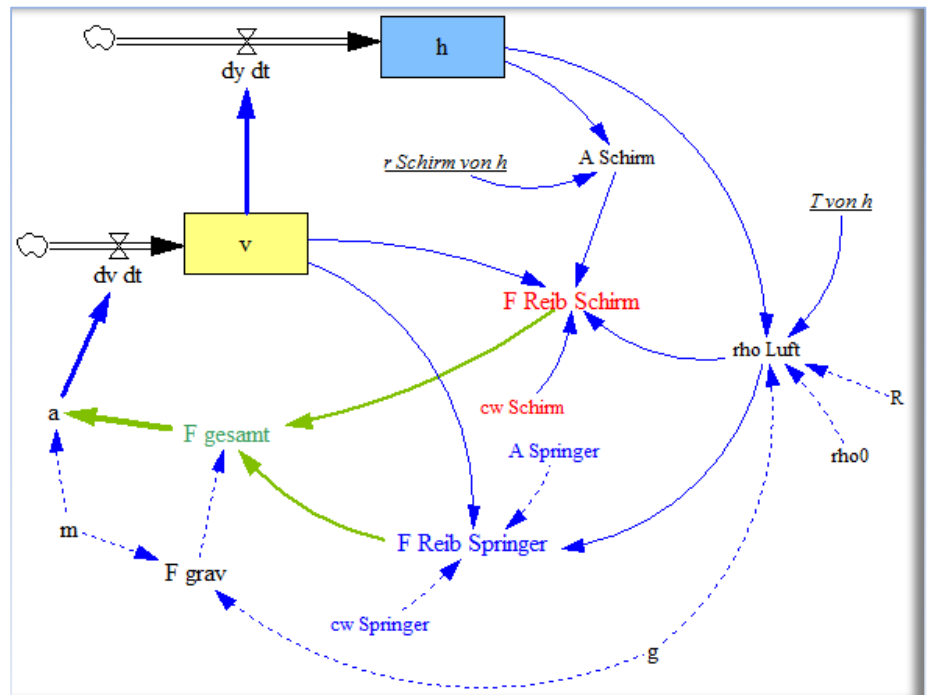 h
dy dt
A Schirm
r Schirm von h
T von h
v
dv dt
F Reib Schirm
rho Luft
R
cw Schirm
a
F gesamt
A Springer
rho0
m
F Reib Springer
F grav
cw Springer
g